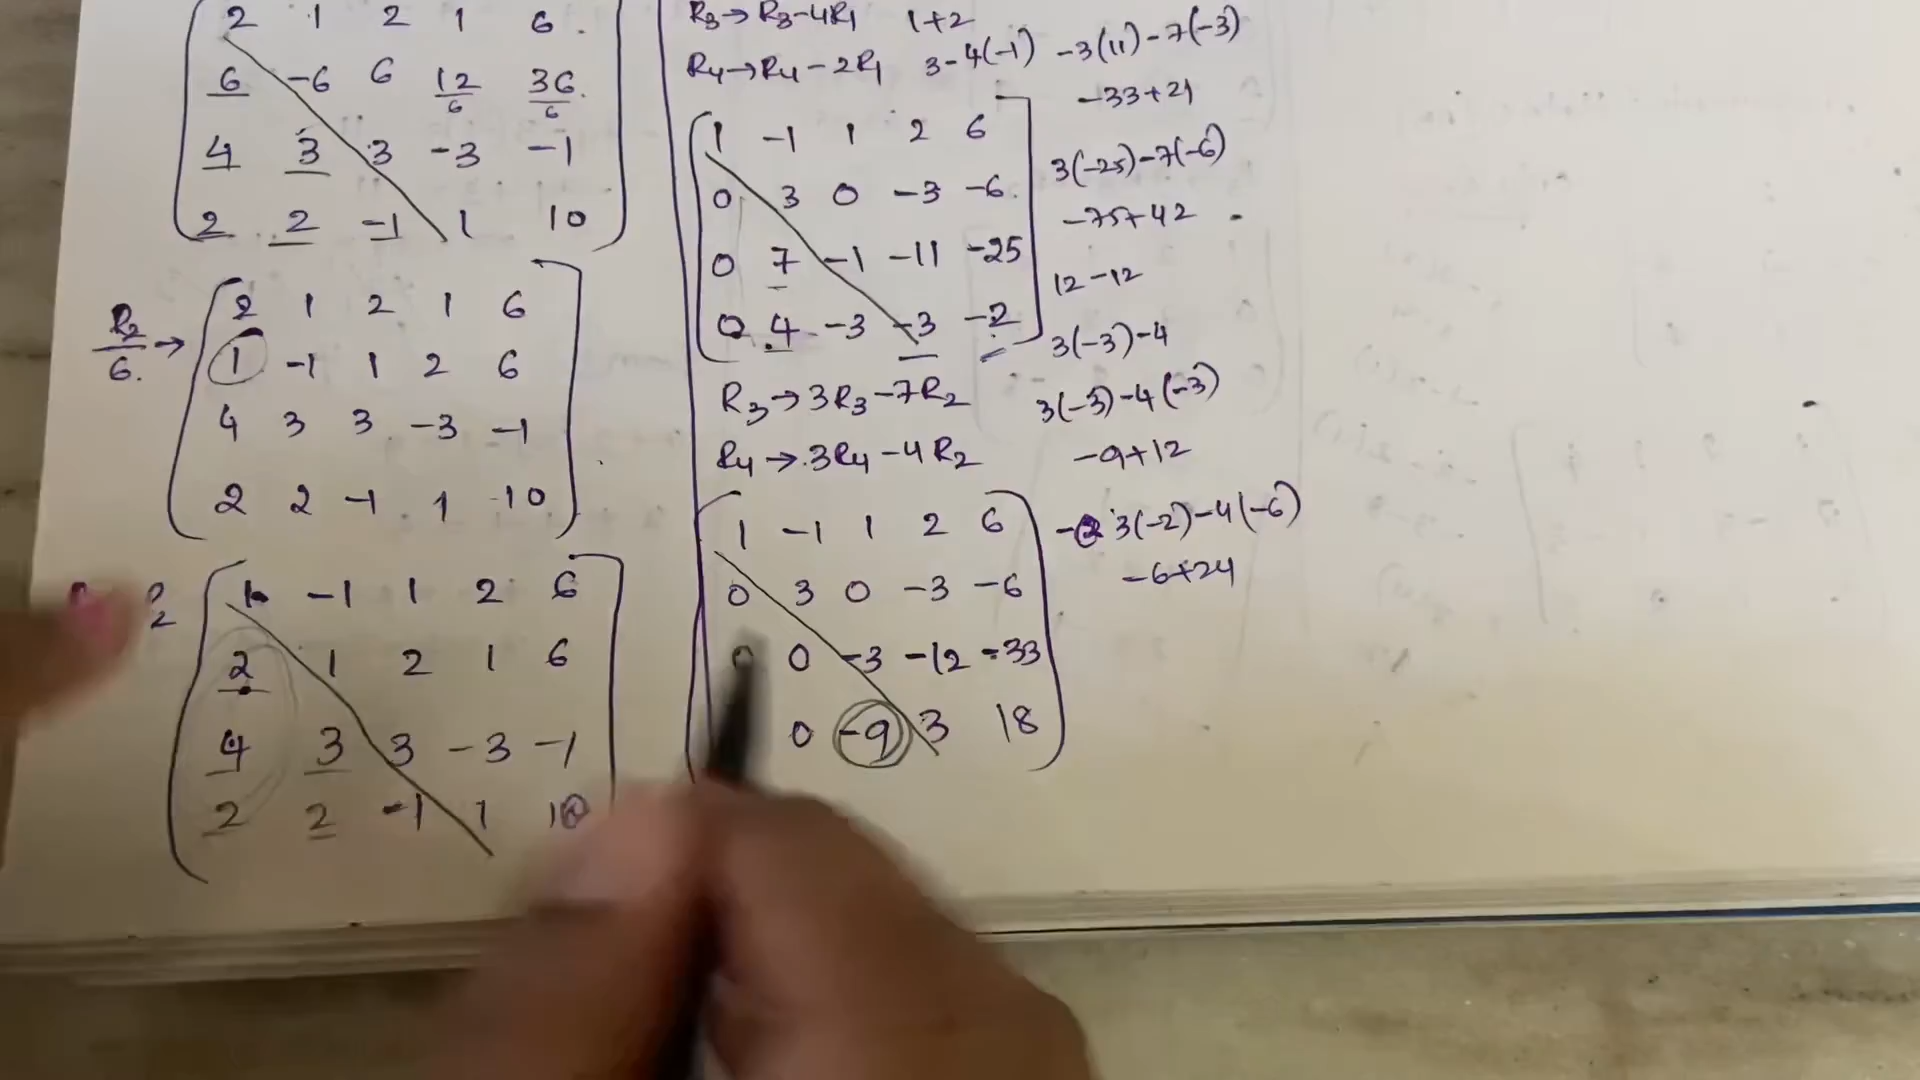 2 1 2 1 6
6 -6 6 12/6 36/6
4 3 3 -3 -1
2 2 -1 1 10
R2/6 → 2 1 2 1 6
1 -1 1 2 6
4 3 3 -3 -1
2 2 -1 1 10
1 -1 1 2 6
2 1 2 1 6
4 3 3 -3 -1
2 2 -1 1 10
R3→R3-4R1
R4→R4-2R1
1 -1 1 2 6
0 3 0 -3 -6
0 7 -1 -11 -25
0 4 -3 -3 -2
R3→3R3-7R2
R4→3R4-4R2
1 -1 1 2 6
0 3 0 -3 -6
0 0 -3 -12 -33
0 -9 3 18
1+2
3-4(-1)
-3(11)-7(-3)
-33+21
3(-25)-7(-6)
-75+42
12-12
3(-3)-4
3(-3)-4(-3)
-9+12
3(-2)-4(-6)
-6+24